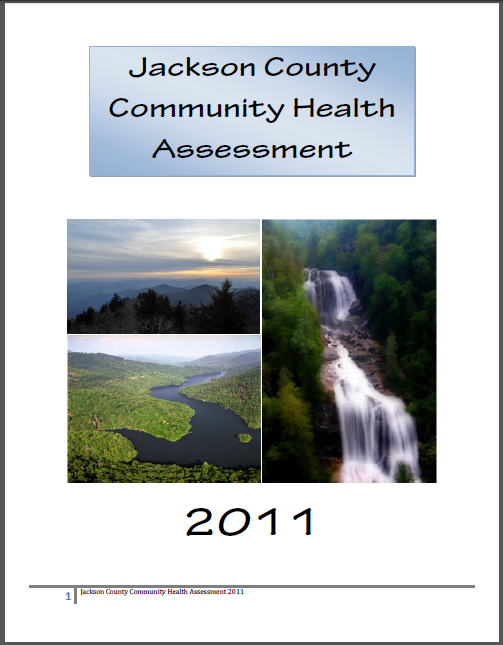 Jackson County
Community Health
Assessment
2011
1 Jackson County Community Health Assessment 2011